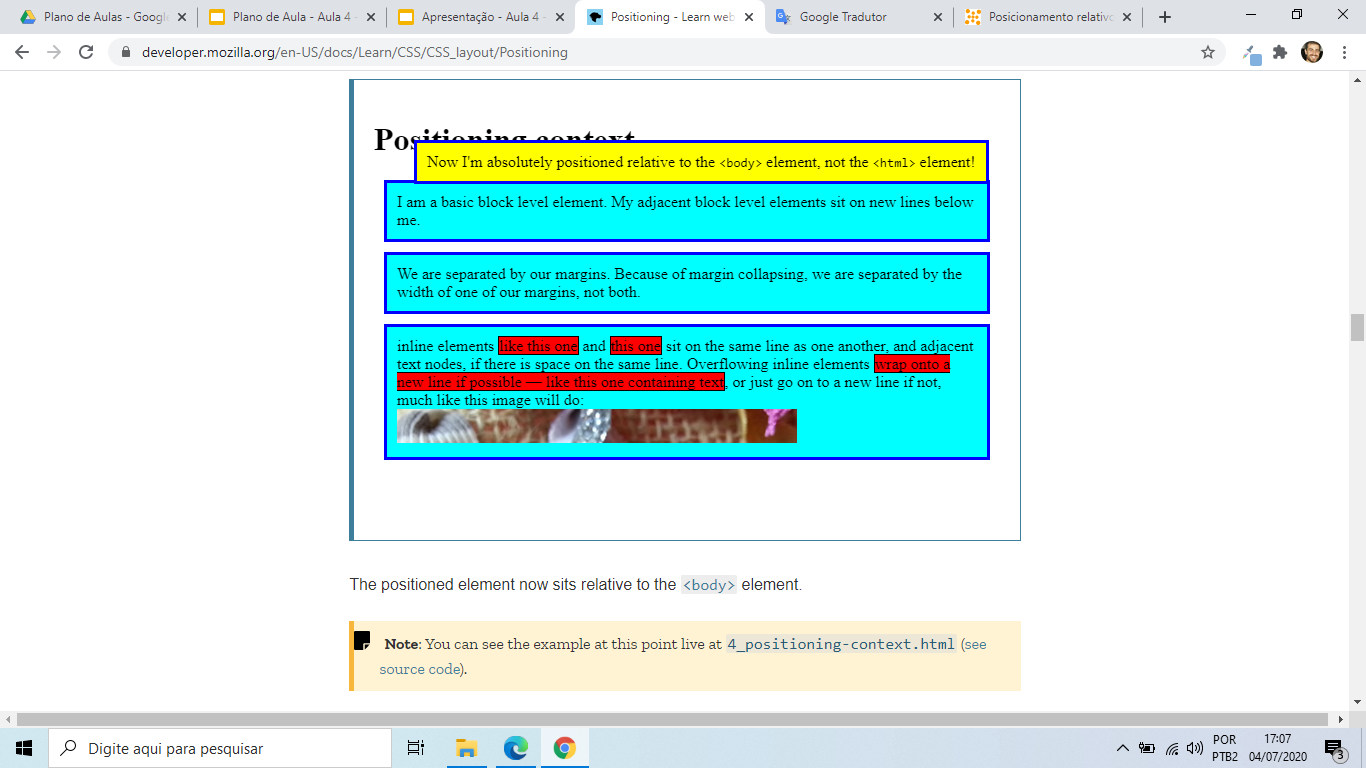 Plano de Aulas - Googl
Plano de Aula - Aula 4 -
Apresentação - Aula 4 -
Positioning - Learn web
Google Tradutor
Posicionamento relativo
developer.mozilla.org/en-US/docs/Learn/CSS/CSS_layout/Positioning
Positioning context
Now I'm absolutely positioned relative to the <body> element, not the <html> element!
I am a basic block level element. My adjacent block level elements sit on new lines below
me.
We are separated by our margins. Because of margin collapsing, we are separated by the
width of one of our margins, not both.
inline elements like this one and this one sit on the same line as one another, and adjacent
text nodes, if there is space on the same line. Overflowing inline elements wrap onto a
new line if possible — like this one containing text, or just go on to a new line if not,
much like this image will do:
The positioned element now sits relative to the <body> element.
Note: You can see the example at this point live at 4_positioning-context.html (see
source code).
Digite aqui para pesquisar
POR
PTB2
17:07
04/07/2020
3